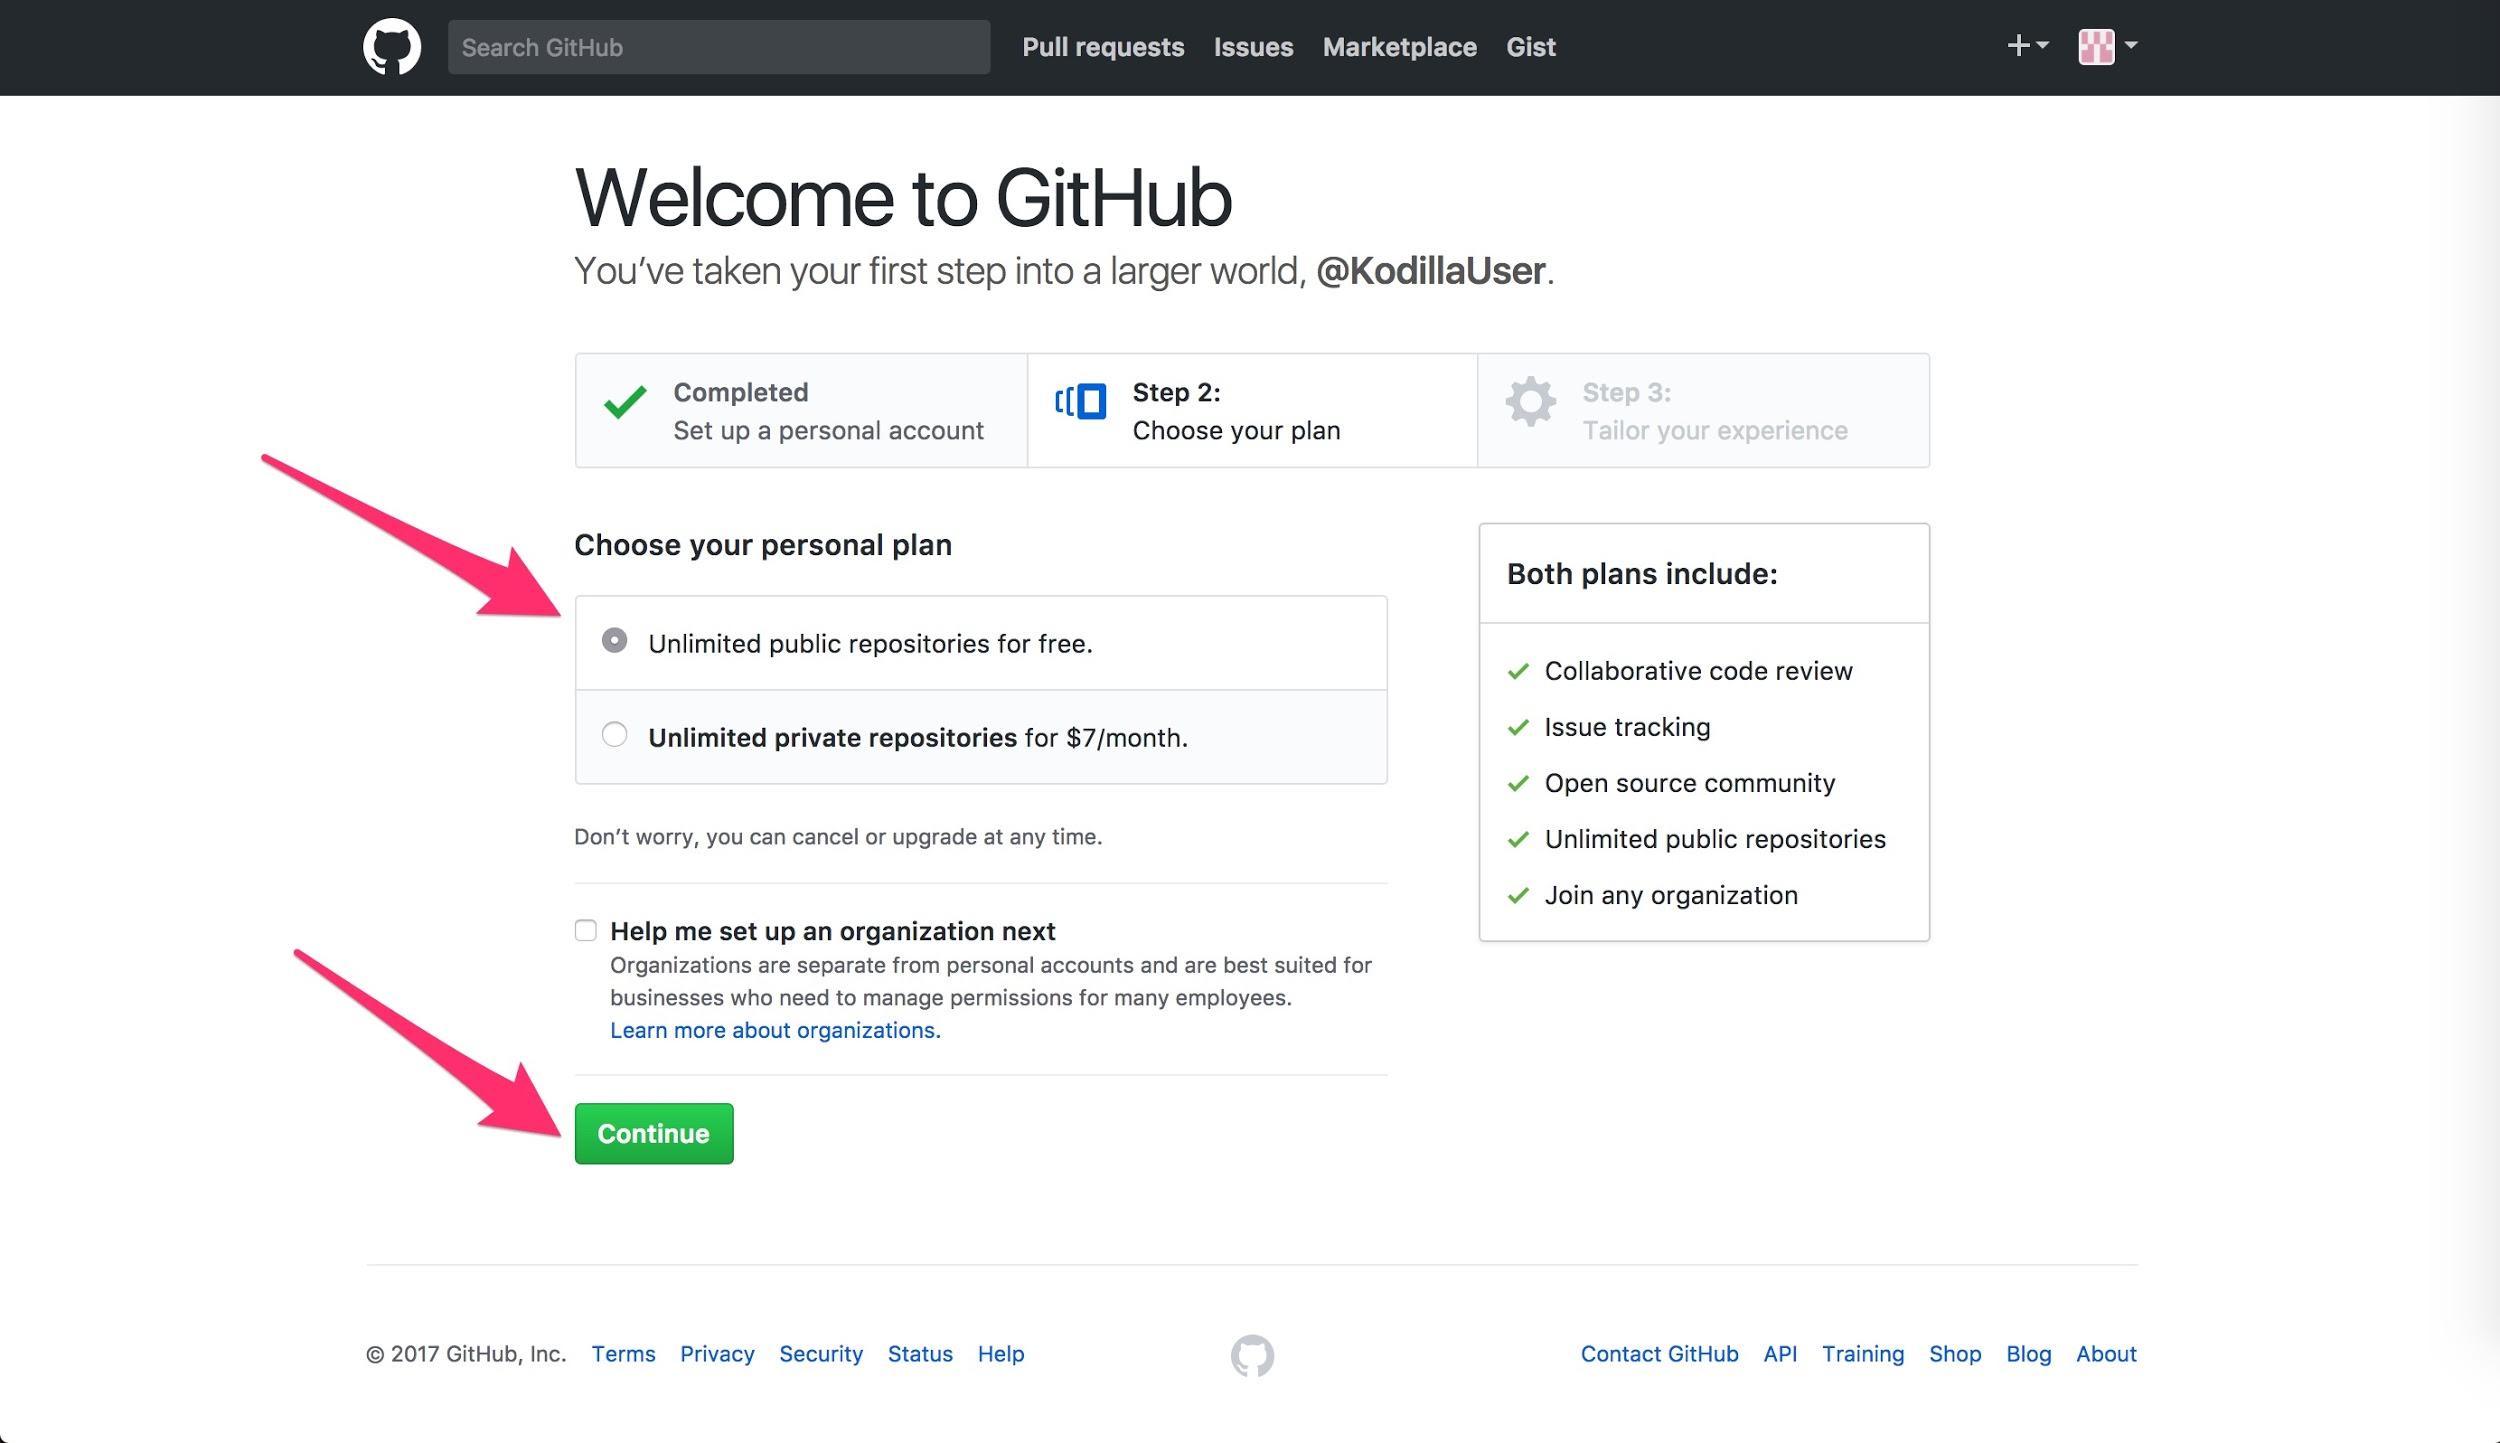 Search GitHub
Pull requests Issues Marketplace Gist
Welcome to GitHub
You’ve taken your first step into a larger world, @KodillaUser.
Completed
Set up a personal account
Step 2:
Choose your plan
Step 3:
Tailor your experience
Choose your personal plan
Unlimited public repositories for free.
Unlimited private repositories for $7/month.
Don’t worry, you can cancel or upgrade at any time.
Help me set up an organization next
Organizations are separate from personal accounts and are best suited for
businesses who need to manage permissions for many employees.
Learn more about organizations.
Continue
Both plans include:
Collaborative code review
Issue tracking
Open source community
Unlimited public repositories
Join any organization
© 2017 GitHub, Inc. Terms Privacy Security Status Help
Contact GitHub API Training Shop Blog About